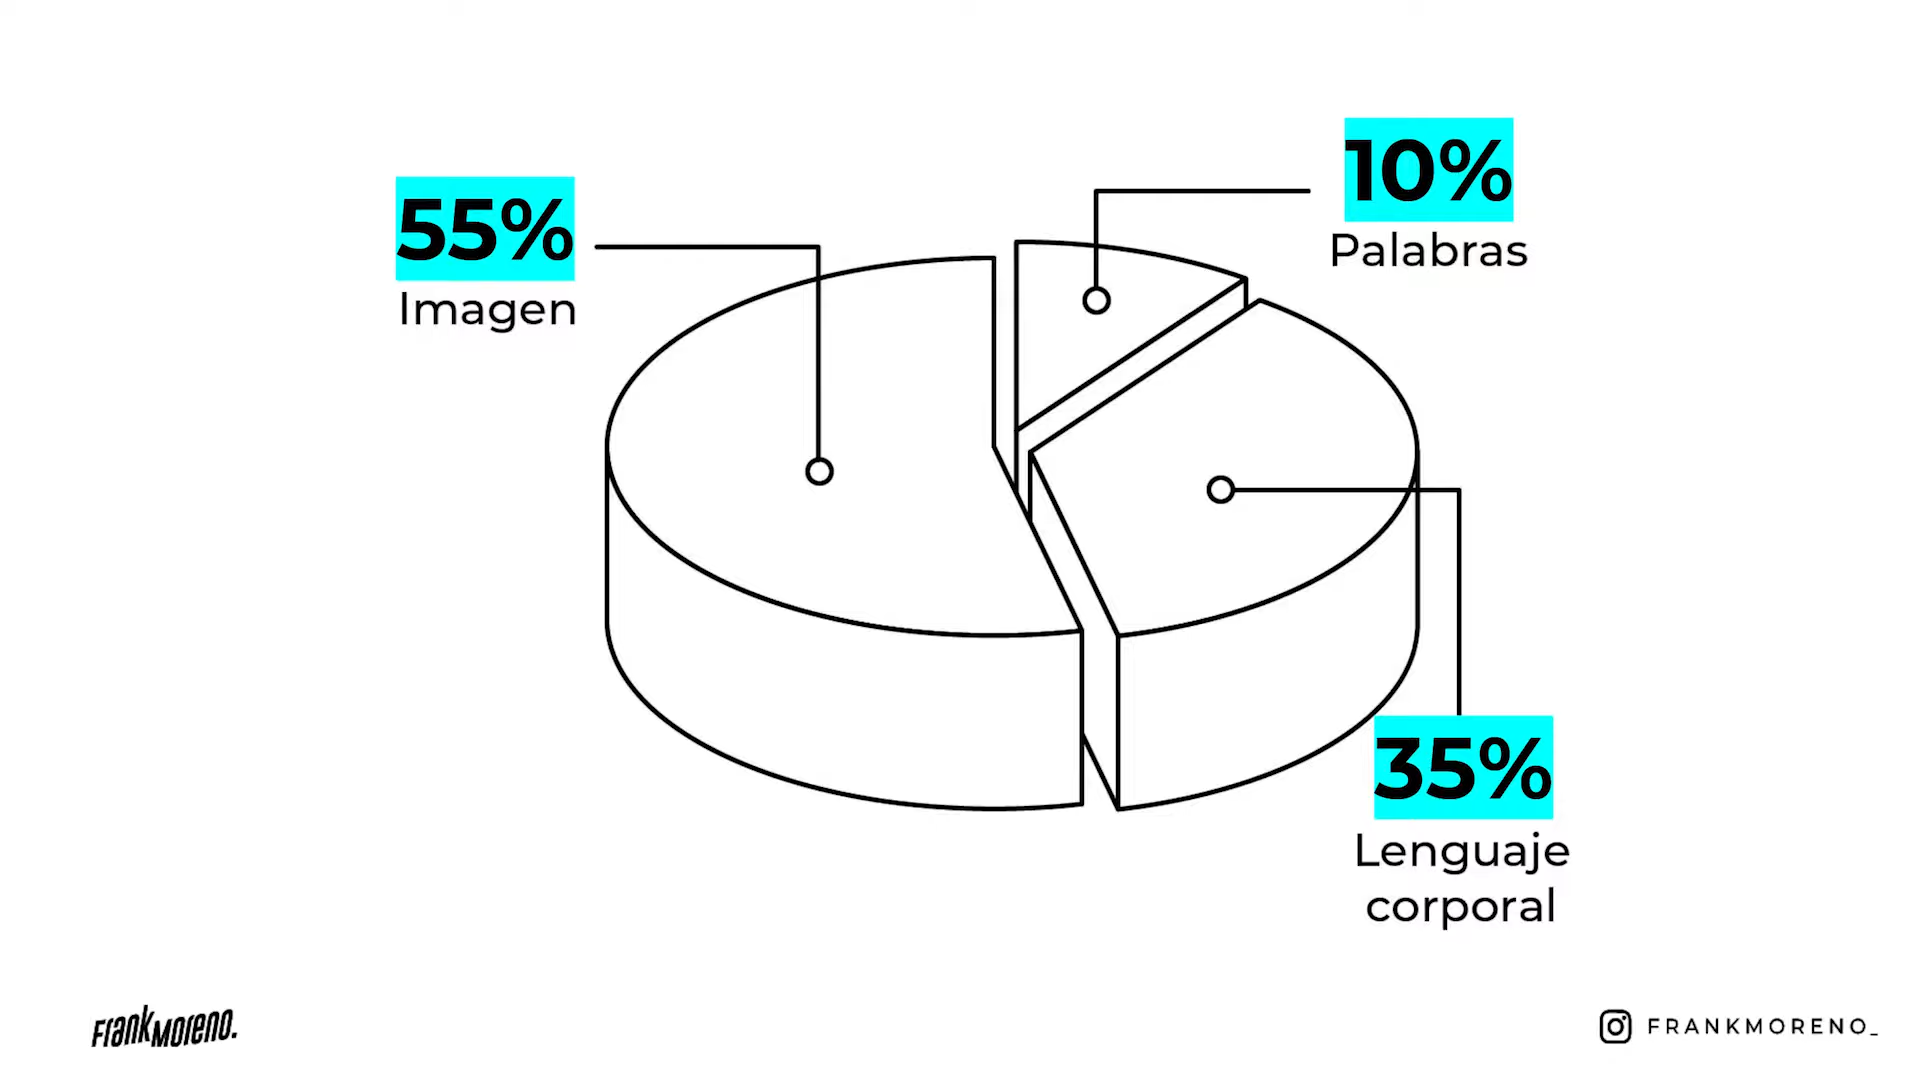 55%
Imagen
10%
Palabras
35%
Lenguaje
corporal
FrankMoreno.
FRANKMORENO_